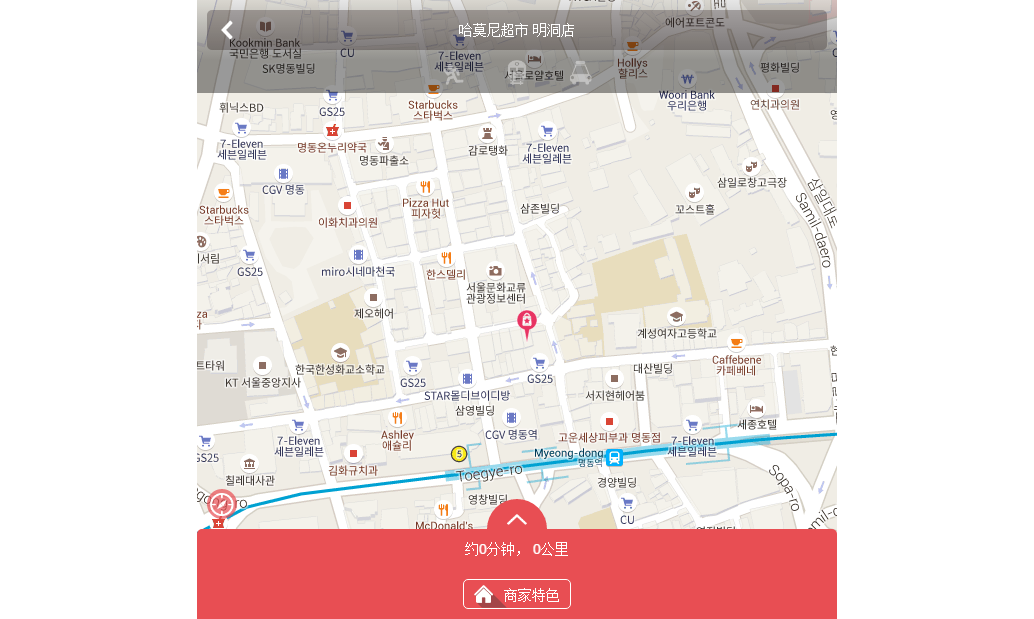 哈莫尼超市 明洞店
에어포트콘도
Kookmin Bank
국민은행 도서실
SK명동빌딩
CU
7-Eleven
세븐일레븐
서울로얄호텔
Hollys
할리스
Woori Bank
우리은행
평화빌딩
연치과의원
휘닉스BD
GS25
Starbucks
스타벅스
7-Eleven
세븐일레븐
명동온누리약국
명동파출소
감로탱화
7-Eleven
세븐일레븐
CGV 명동
Pizza Hut
피자헛
삼일로창고극장
Starbucks
스타벅스
이화치과의원
삼존빌딩
꼬스트홀
삼일대로
Samil-daero
서림
GS25
miro시네마천국
한스델리
서울문화교류
관광정보센터
제오헤어
계성여자고등학교
트타워
KT 서울중앙지사
한국한성화교소학교
GS25
STAR몰디브이디방
GS25
대산빌딩
Caffebene
카페베네
서지현헤어붐
삼영빌딩
세종호텔
7-Eleven
세븐일레븐
Ashley
애슐리
CGV 명동역
고운세상피부과 명동점
7-Eleven
세븐일레븐
GS25
김화규치과
5
Myeong-dong
명동역
칠레대사관
Toegye-ro
경양빌딩
Sopa-ro
영창빌딩
CU
McDonald's
约0分钟， 0公里
商家特色